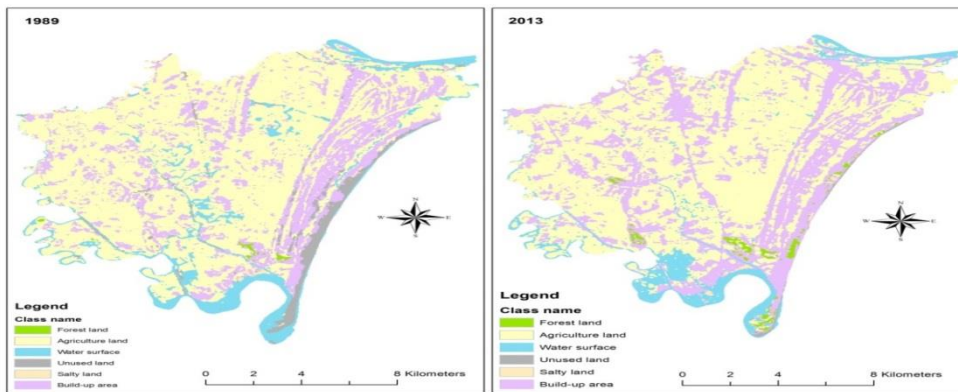 1989
N
W E
S
Legend
Class name
Forest land
Agriculture land
Water surface
Unused land
Salty land
Build-up area
0 2 4 8 Kilometers
2013
N
W E
S
Legend
Class name
Forest land
Agriculture land
Water surface
Unused land
Salty land
Build-up area
0 2 4 8 Kilometers